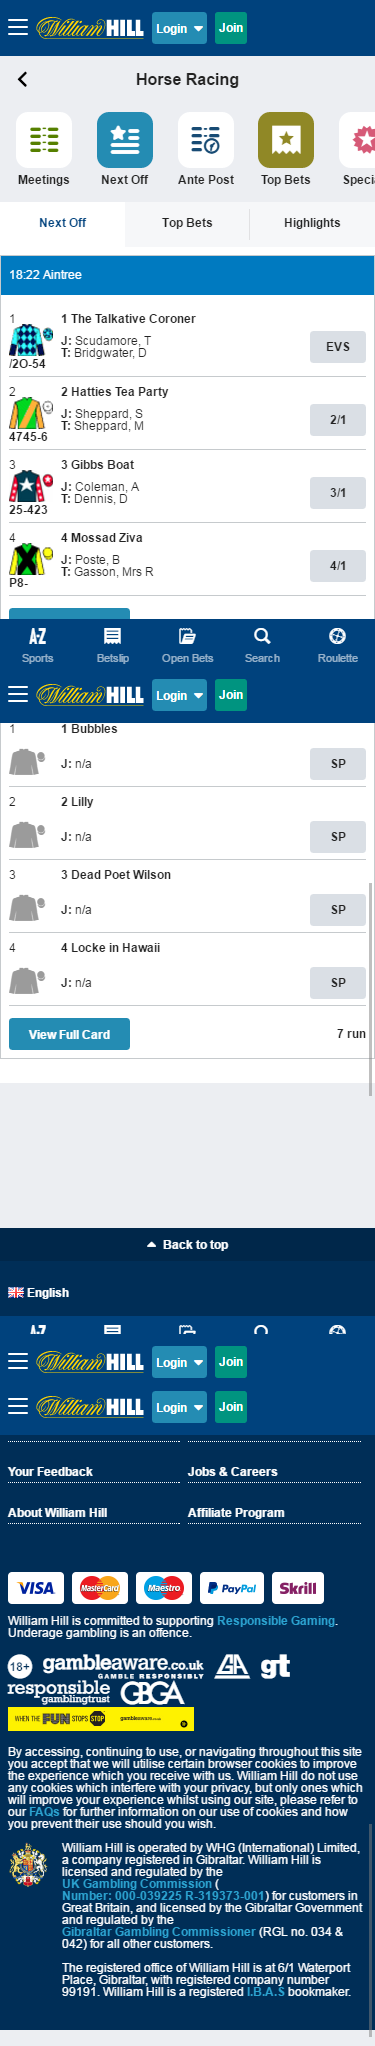 William HILL Login Join
Horse Racing
Meetings Next Off Ante Post Top Bets Specia
Next Off Top Bets Highlights
18:22 Aintree
1 1 The Talkative Coroner
J: Scudamore, T
T: Bridgwater, D
EVS
/2O-54
2 2 Hatties Tea Party
J: Sheppard, S
T: Sheppard, M
2/1
4745-6
3 3 Gibbs Boat
J: Coleman, A
T: Dennis, D
3/1
25-423
4 4 Mossad Ziva
J: Poste, B
T: Gasson, Mrs R
4/1
P8-
A-Z
Sports Betslip Open Bets Search Roulette
William HILL Login Join
1 1 Bubbles
J: n/a SP
2 2 Lilly
J: n/a SP
3 3 Dead Poet Wilson
J: n/a SP
4 4 Locke in Hawaii
J: n/a SP
View Full Card 7 run
Back to top
English
A-Z
William HILL Login Join
William HILL Login Join
Your Feedback Jobs & Careers
About William Hill Affiliate Program
VISA MasterCard Maestro PayPal Skrill
William Hill is committed to supporting Responsible Gaming.
Underage gambling is an offence.
18+ gambleaware.co.uk GA gt
GAMBLE RESPONSIBLY
responsible GBGA
gamblingtrust
WHEN THE FUN STOPS STOP gambleaware.co.uk
By accessing, continuing to use, or navigating throughout this site
you accept that we will utilise certain browser cookies to improve
the experience which you receive with us. William Hill do not use
any cookies which interfere with your privacy, but only ones which
will improve your experience whilst using our site, please refer to
our FAQs for further information on our use of cookies and how
you prevent their use should you wish.
William Hill is operated by WHG (International) Limited,
a company registered in Gibraltar. William Hill is
licensed and regulated by the
UK Gambling Commission (
Number: 000-039225 R-319373-001) for customers in
Great Britain, and licensed by the Gibraltar Government
and regulated by the
Gibraltar Gambling Commissioner (RGL no. 034 &
042) for all other customers.
The registered office of William Hill is at 6/1 Waterport
Place, Gibraltar, with registered company number
99191. William Hill is a registered I.B.A.S bookmaker.